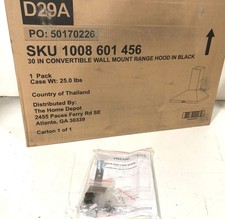 D29A
PO: 50170226
SKU 1008 601 456
30 IN CONVERTIBLE WALL MOUNT RANGE HOOD IN BLACK
1 Pack
Case Wt: 25.0 lbs
Country of Thailand
Distributed By:
The Home Depot
2455 Paces Ferry Rd SE
Atlanta, GA 30339
Carton 1 of 1